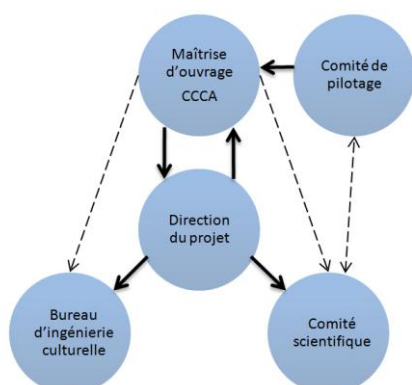 Maîtrise
d'ouvrage
CCCA
Comité de
pilotage
Direction
du projet
Bureau
d'ingénierie
culturelle
Comité
scientifique